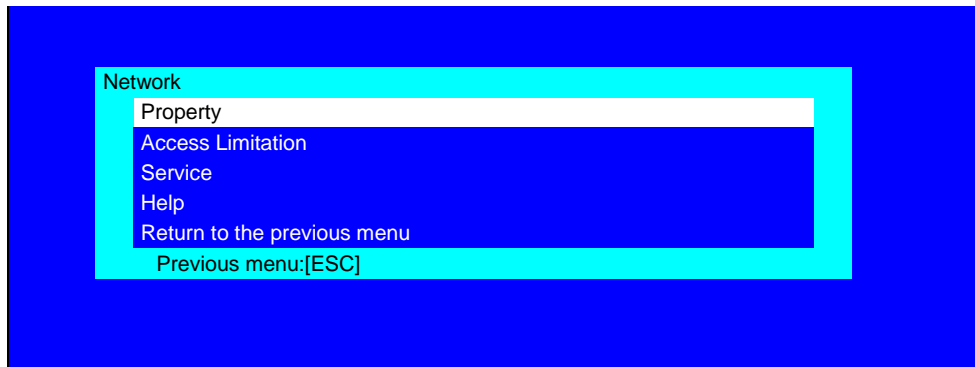 Network
Property
Access Limitation
Service
Help
Return to the previous menu
Previous menu:[ESC]